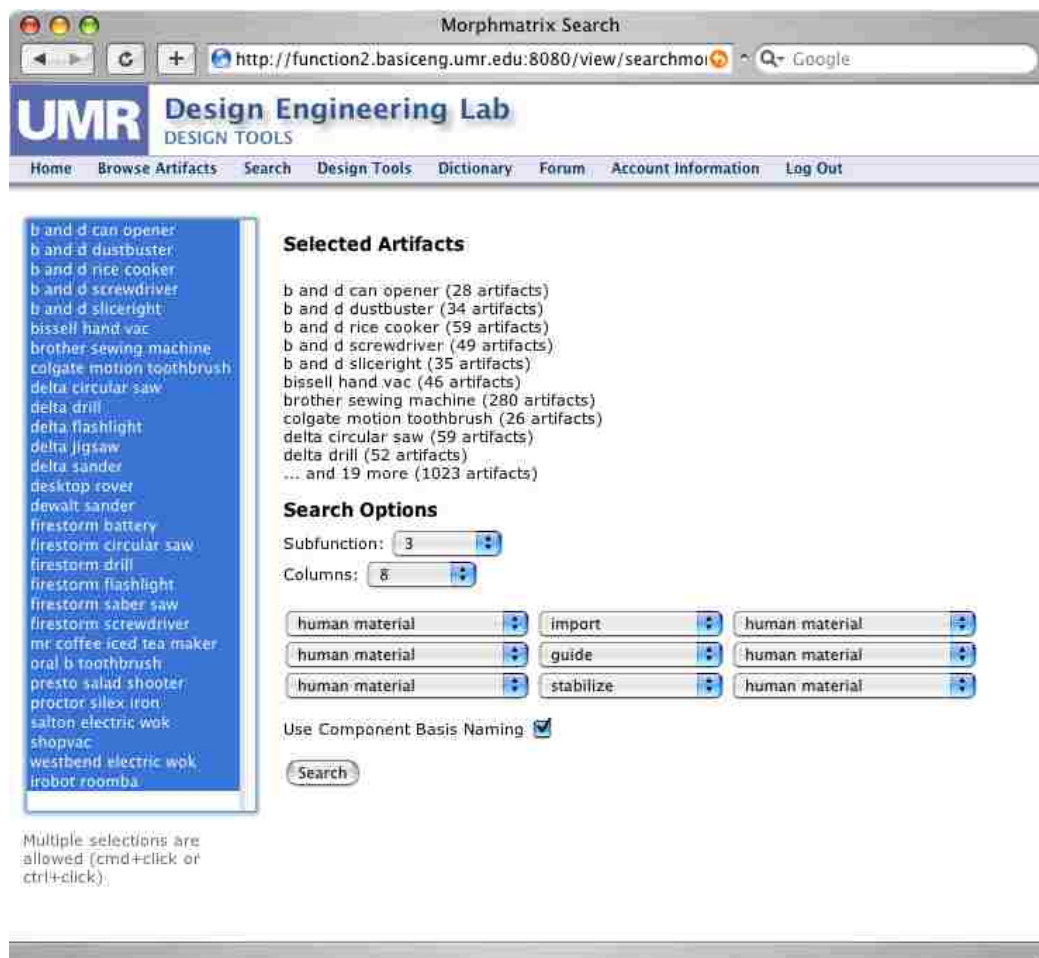 Morphmatrix Search
http://function2.basiceng.umr.edu:8080/view/searchmor
Google
UMR Design Engineering Lab
DESIGN TOOLS
Home Browse Artifacts Search Design Tools Dictionary Forum Account Information Log Out
b and d can opener
b and d dustbuster
b and d rice cooker
b and d screwdriver
b and d sliceright
bissell hand vac
brother sewing machine
colgate motion toothbrush
delta circular saw
delta drill
delta flashlight
delta jigsaw
delta sander
desktop rover
dewalt sander
firestorm battery
firestorm circular saw
firestorm drill
firestorm flashlight
firestorm saber saw
firestorm screwdriver
mr coffee iced tea maker
oral b toothbrush
presto salad shooter
proctor silex iron
salton electric wok
shopvac
westbend electric wok
irobot roomba
Multiple selections are
allowed (cmd+click or
ctrl+click)
Selected Artifacts
b and d can opener (28 artifacts)
b and d dustbuster (34 artifacts)
b and d rice cooker (59 artifacts)
b and d screwdriver (49 artifacts)
b and d sliceright (35 artifacts)
bissell hand vac (46 artifacts)
brother sewing machine (280 artifacts)
colgate motion toothbrush (26 artifacts)
delta circular saw (59 artifacts)
delta drill (52 artifacts)
... and 19 more (1023 artifacts)
Search Options
Subfunction: 3
Columns: 8
human material import human material
human material guide human material
human material stabilize human material
Use Component Basis Naming
Search